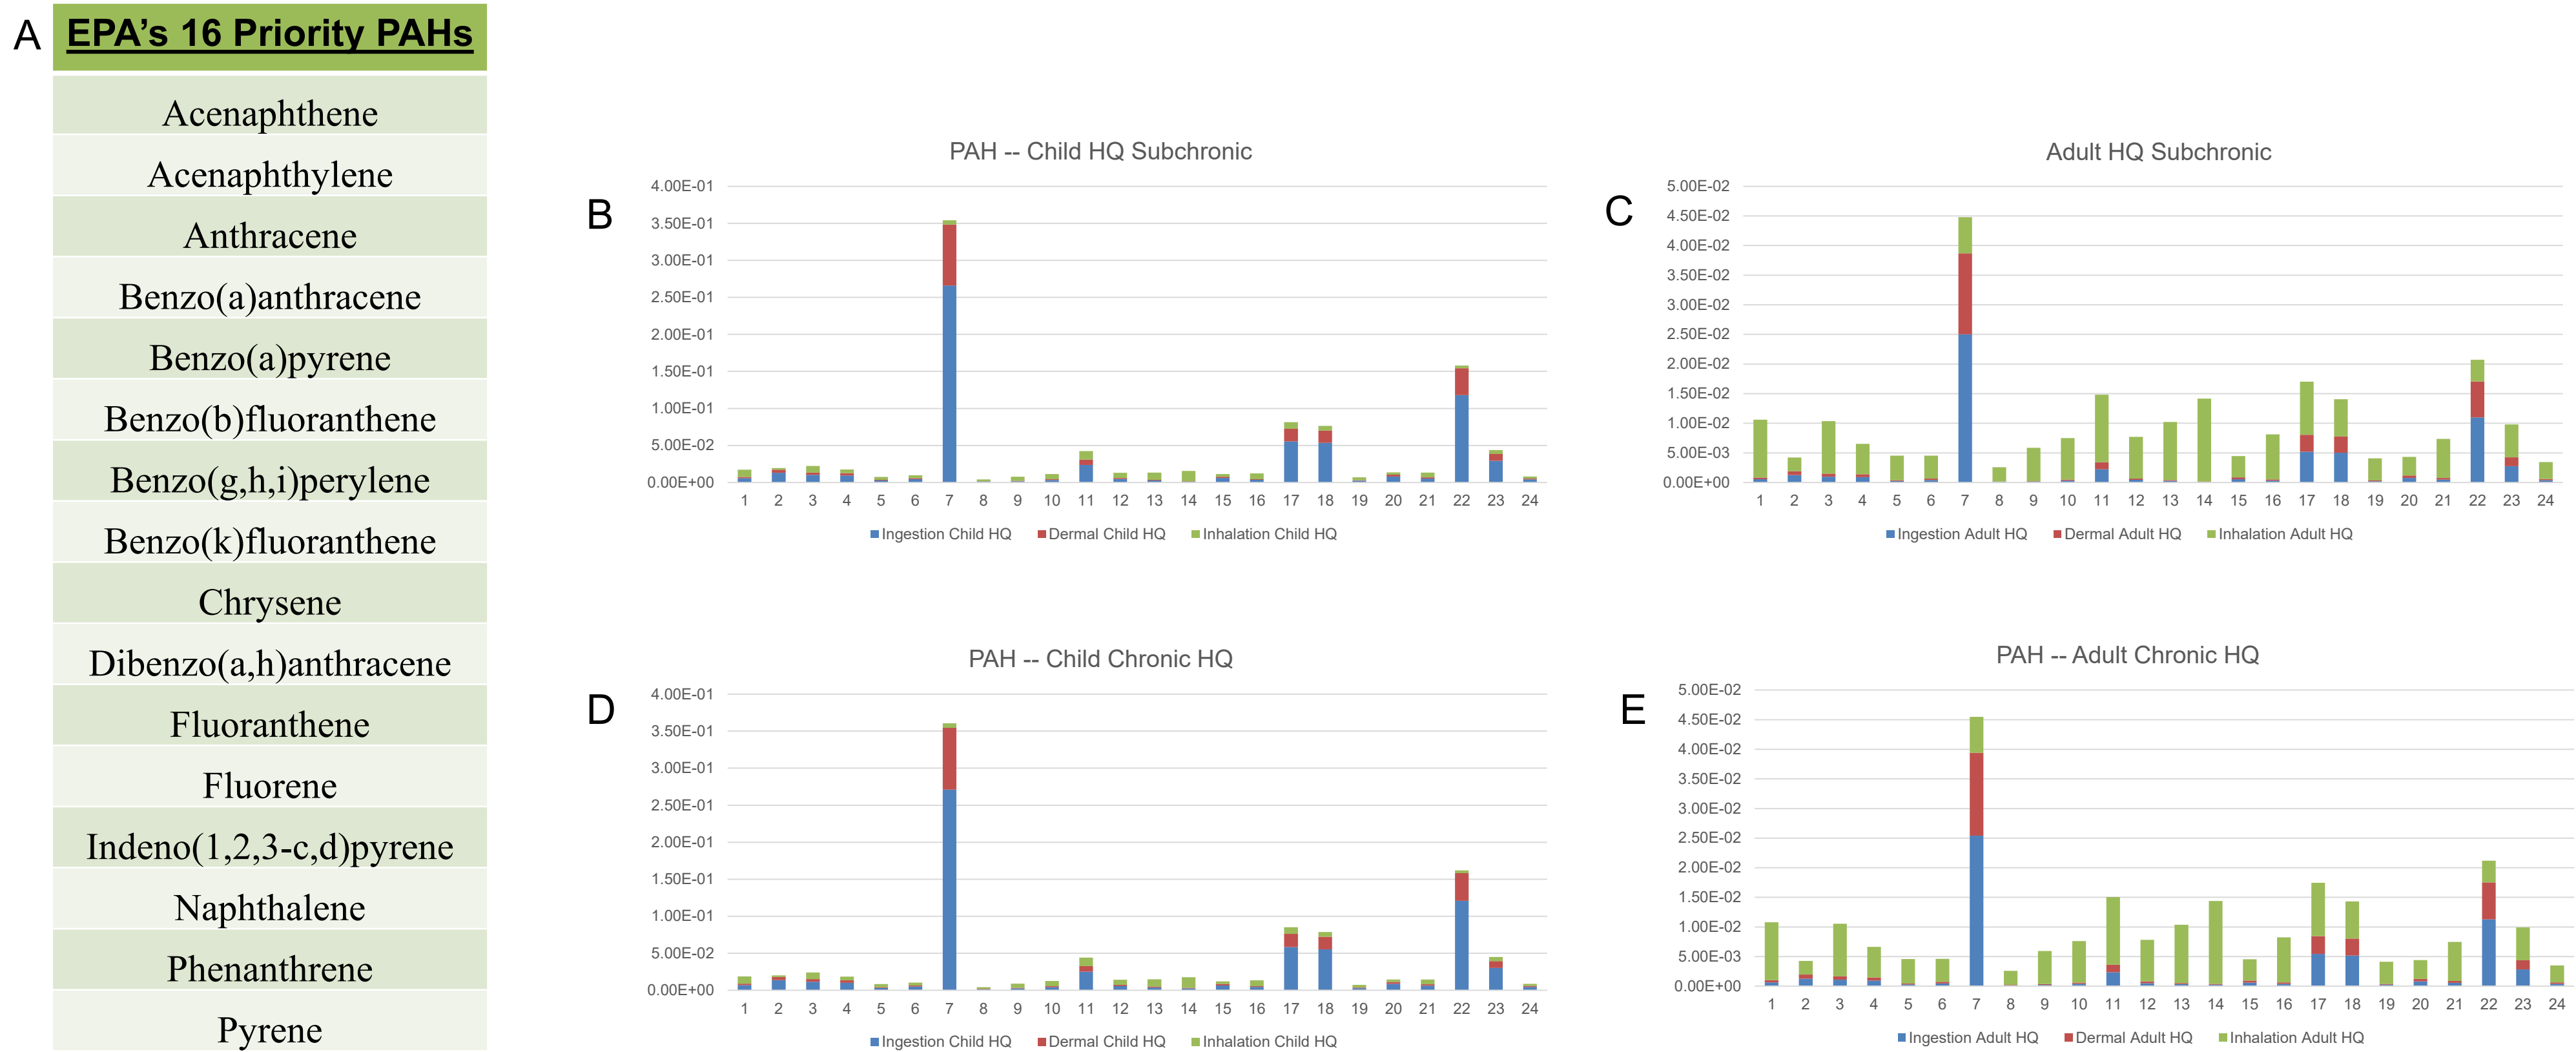 A
EPA's 16 Priority PAHs
Acenaphthene
Acenaphthylene
Anthracene
Benzo(a)anthracene
Benzo(a)pyrene
Benzo(b)fluoranthene
Benzo(g,h,i)perylene
Benzo(k)fluoranthene
Chrysene
Dibenzo(a,h)anthracene
Fluoranthene
Fluorene
Indeno(1,2,3-c,d)pyrene
Naphthalene
Phenanthrene
Pyrene
B
PAH -- Child HQ Subchronic
4.00E-01
3.50E-01
3.00E-01
2.50E-01
2.00E-01
1.50E-01
1.00E-01
5.00E-02
0.00E+00
1 2 3 4 5 6 7 8 9 10 11 12 13 14 15 16 17 18 19 20 21 22 23 24
Ingestion Child HQ Dermal Child HQ Inhalation Child HQ
C
Adult HQ Subchronic
5.00E-02
4.50E-02
4.00E-02
3.50E-02
3.00E-02
2.50E-02
2.00E-02
1.50E-02
1.00E-02
5.00E-03
0.00E+00
1 2 3 4 5 6 7 8 9 10 11 12 13 14 15 16 17 18 19 20 21 22 23 24
Ingestion Adult HQ Dermal Adult HQ Inhalation Adult HQ
D
PAH -- Child Chronic HQ
4.00E-01
3.50E-01
3.00E-01
2.50E-01
2.00E-01
1.50E-01
1.00E-01
5.00E-02
0.00E+00
1 2 3 4 5 6 7 8 9 10 11 12 13 14 15 16 17 18 19 20 21 22 23 24
Ingestion Child HQ Dermal Child HQ Inhalation Child HQ
E
PAH -- Adult Chronic HQ
5.00E-02
4.50E-02
4.00E-02
3.50E-02
3.00E-02
2.50E-02
2.00E-02
1.50E-02
1.00E-02
5.00E-03
0.00E+00
1 2 3 4 5 6 7 8 9 10 11 12 13 14 15 16 17 18 19 20 21 22 23 24
Ingestion Adult HQ Dermal Adult HQ Inhalation Adult HQ